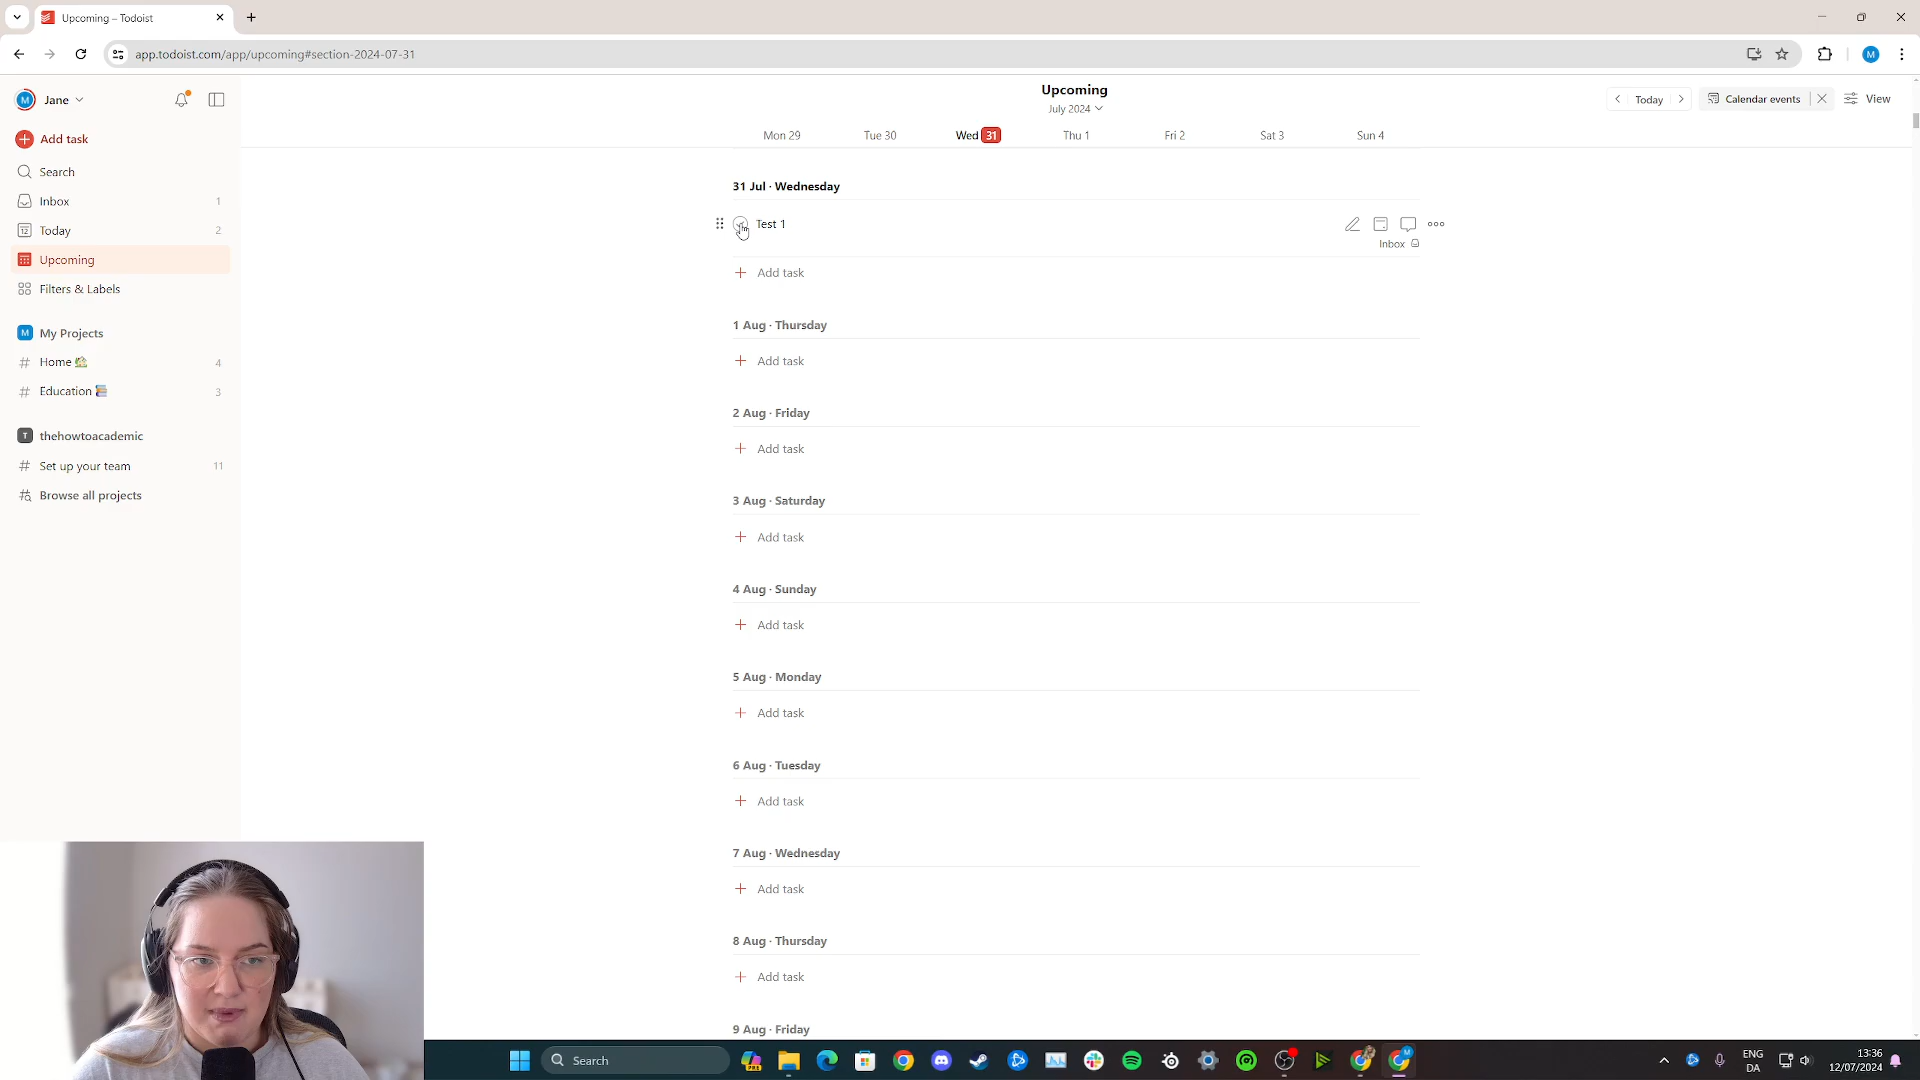 Upcoming – Todoist
app.todoist.com/app/upcoming#section-2024-07-31
M
M Jane
Add task
Search
Inbox 1
12 Today 2
Upcoming
Filters & Labels
M My Projects
# Home 4
# Education 3
T thehowtoacademic
# Set up your team 11
Browse all projects
Upcoming
July 2024
Today
Calendar events
View
Mon 29 Tue 30 Wed 31 Thu 1 Fri 2 Sat 3 Sun 4
31 Jul · Wednesday
Test 1
Inbox
Add task
1 Aug · Thursday
Add task
2 Aug · Friday
Add task
3 Aug · Saturday
Add task
4 Aug · Sunday
Add task
5 Aug · Monday
Add task
6 Aug · Tuesday
Add task
7 Aug · Wednesday
Add task
8 Aug · Thursday
Add task
9 Aug · Friday
Search
PRE
M
ENG
DA
13:36
12/07/2024